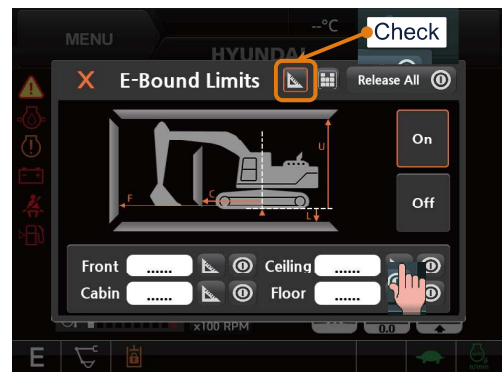 --°C
Check
MENU
HYUNDAI
X E-Bound Limits Release All
U
On
F
C
L
Off
Front ...... Ceiling ......
Cabin ...... Floor ......
x100 RPM
0.0
E